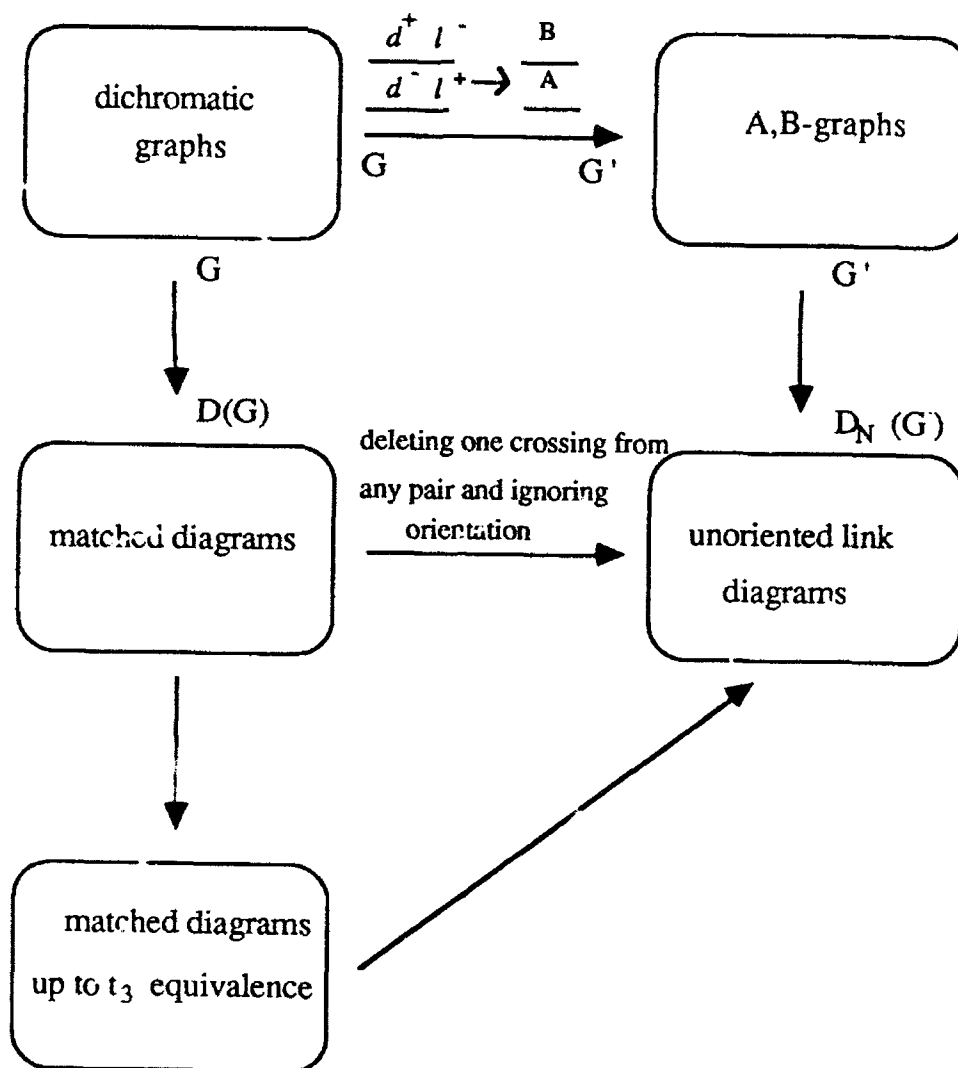 d⁺ l⁻ B
d⁻ l⁺ → A
dichromatic
graphs
A,B-graphs
G G'
G
G'
D(G)
D_N (G')
deleting one crossing from
any pair and ignoring
orientation
matched diagrams
unoriented link
diagrams
matched diagrams
up to t₃ equivalence